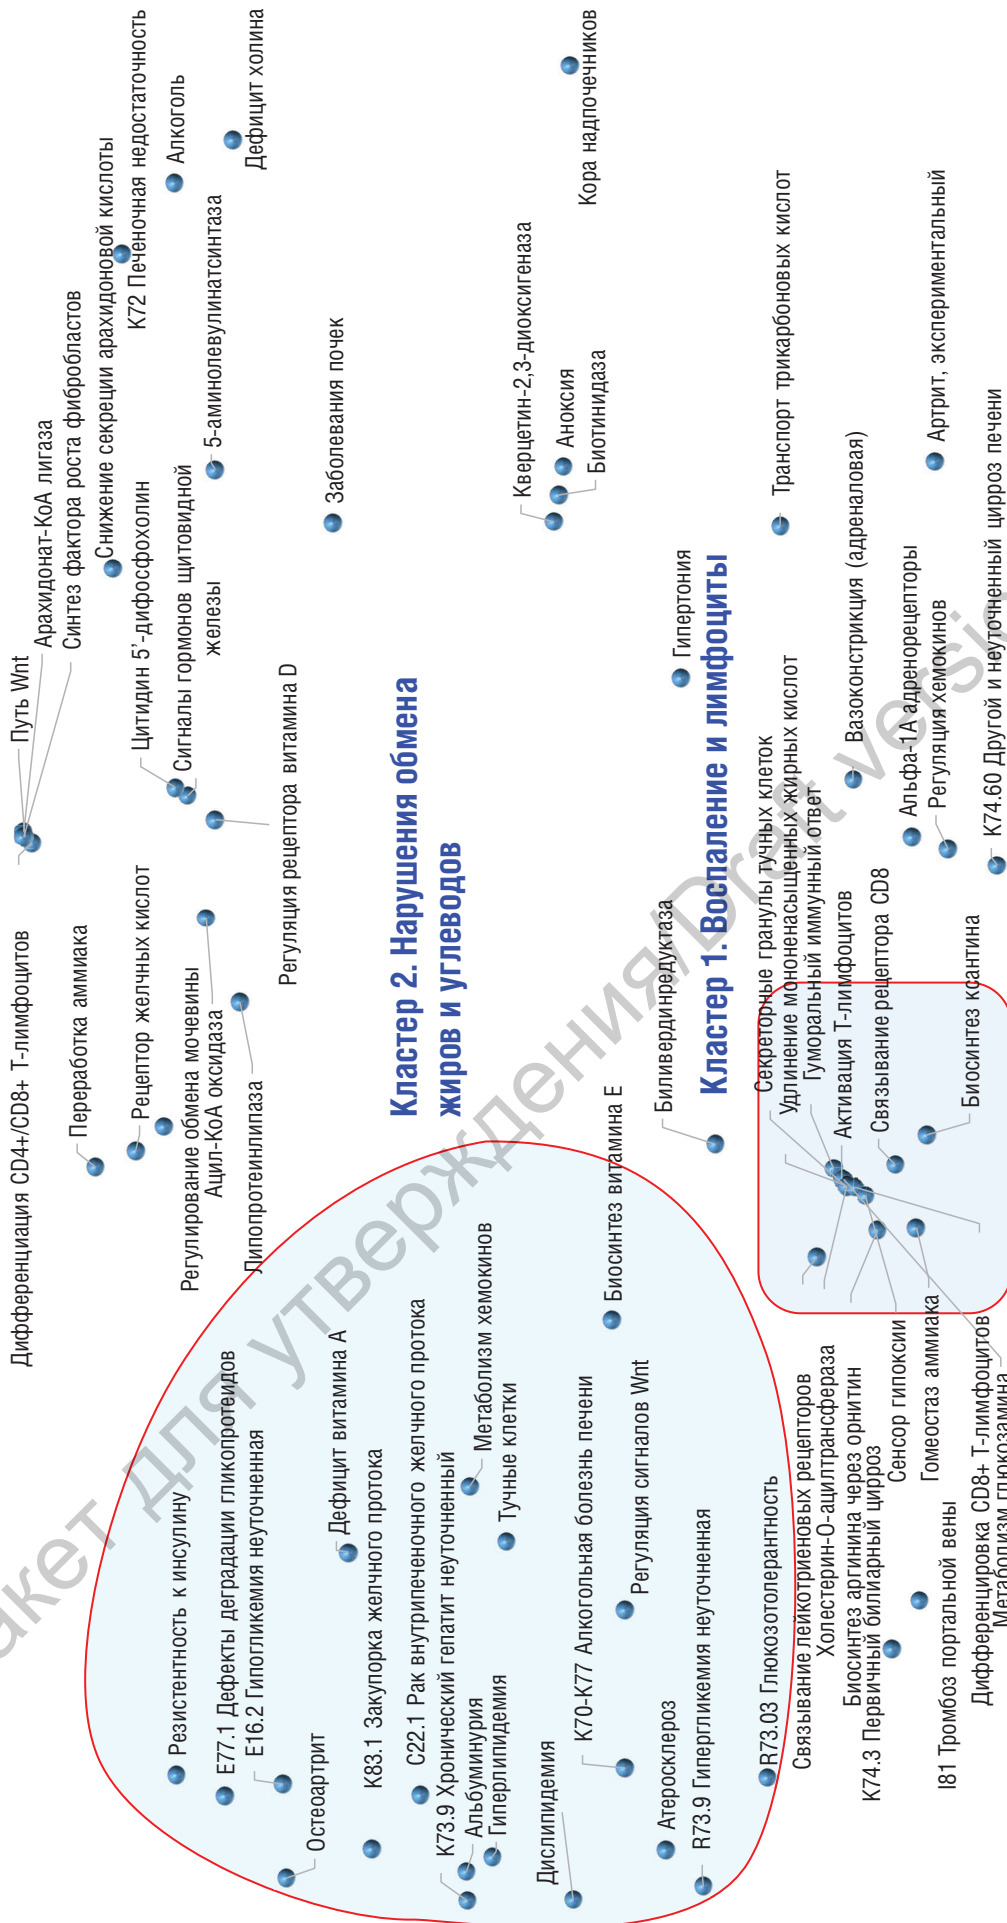 Дифференциация CD4+/CD8+ Т-лимфоцитов
Путь Wnt
Арахидонат-КоА лигаза
Синтез фактора роста фибробластов
Снижение секреции арахидоновой кислоты
K72 Печеночная недостаточность
Алкоголь
Дефицит холина
Переработка аммиака
Рецептор желчных кислот
Регулирование обмена мочевины
Ацил-КоА оксидаза
Липопротеинлипаза
Цитидин 5’-дифосфохолин
Сигналы гормонов щитовидной
железы
5-аминолевулинатсинтаза
Регуляция рецептора витамина D
Заболевания почек
Кластер 2. Нарушения обмена
жиров и углеводов
Резистентность к инсулину
E77.1 Дефекты деградации гликопротеидов
E16.2 Гипогликемия неуточненная
Остеоартрит
Дефицит витамина А
K83.1 Закупорка желчного протока
C22.1 Рак внутрипеченочного желчного протока
K73.9 Хронический гепатит неуточненный
Альбуминурия
Гиперлипидемия
Метаболизм хемокинов
Тучные клетки
Дислипидемия
K70-K77 Алкогольная болезнь печени
Биосинтез витамина Е
Регуляция сигналов Wnt
Атеросклероз
R73.9 Гипергликемия неуточненная
R73.03 Глюкозотолерантность
Кверцетин-2,3-диоксигеназа
Аноксия
Биотинидаза
Кора надпочечников
Биливердинредуктаза
Гипертония
Кластер 1. Воспаление и лимфоциты
Секреторные гранулы тучных клеток
Удлинение мононенасыщенных жирных кислот
Гуморальный иммунный ответ
Активация Т-лимфоцитов
Связывание рецептора CD8
Биосинтез ксантина
Транспорт трикарбоновых кислот
Вазоконстрикция (адреналовая)
Альфа-1А адренорецепторы
Регуляция хемокинов
Артрит, экспериментальный
K74.60 Другой и неуточненный цирроз печени
Связывание лейкотриеновых рецепторов
Холестерин-О-ацилтрансфераза
Биосинтез аргинина через орнитин
K74.3 Первичный билиарный цирроз
Сенсор гипоксии
Гомеостаз аммиака
I81 Тромбоз портальной вены
Дифференцировка CD8+ Т-лимфоцитов
Метаболизм глюкозамина
для утверждения/Draft